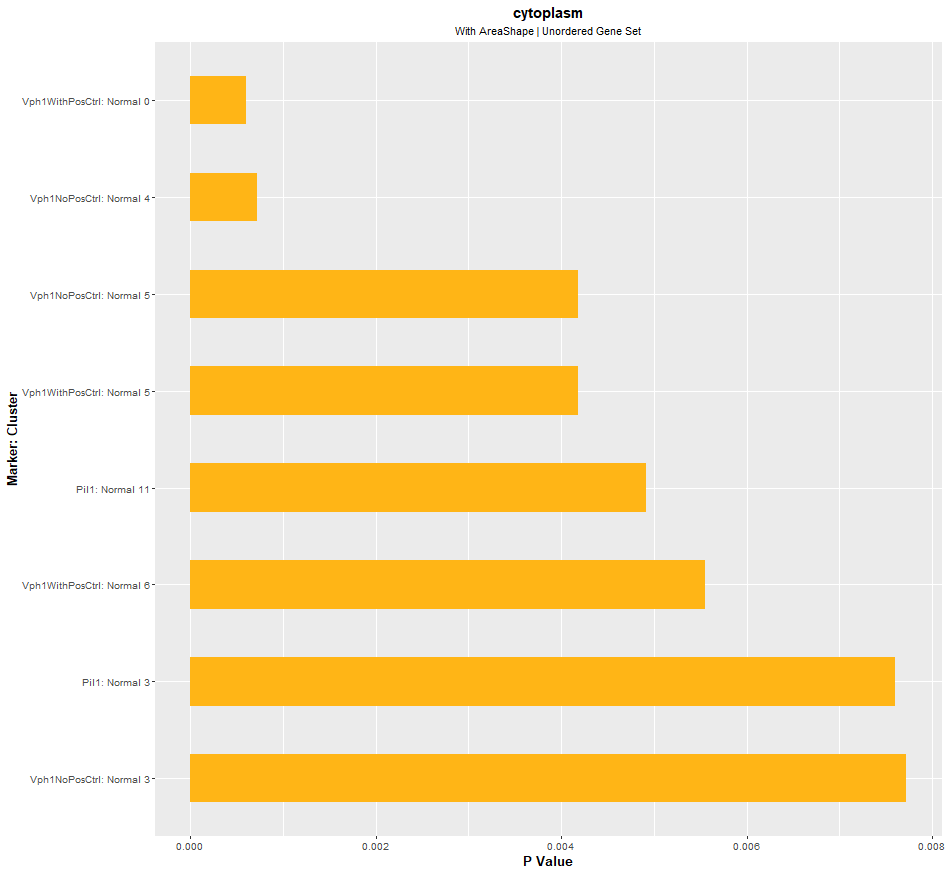 cytoplasm
With AreaShape | Unordered Gene Set
Marker: Cluster
Vph1WithPosCtrl: Normal 0
Vph1NoPosCtrl: Normal 4
Vph1NoPosCtrl: Normal 5
Vph1WithPosCtrl: Normal 5
Pil1: Normal 11
Vph1WithPosCtrl: Normal 6
Pil1: Normal 3
Vph1NoPosCtrl: Normal 3
0.000 0.002 0.004 0.006 0.008
P Value